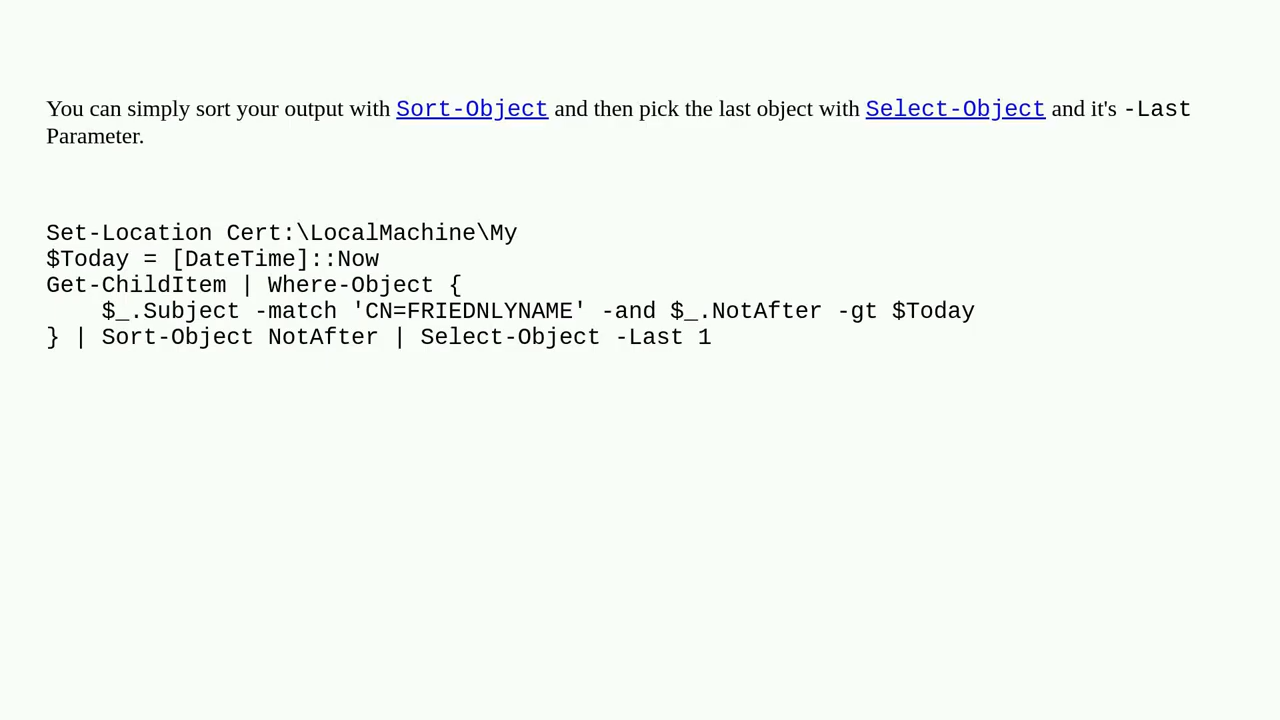 You can simply sort your output with Sort-Object and then pick the last object with Select-Object and it's -Last
Parameter.
Set-Location Cert:\LocalMachine\My
$Today = [DateTime]::Now
Get-ChildItem | Where-Object {
    $_.Subject -match 'CN=FRIEDNLYNAME' -and $_.NotAfter -gt $Today
} | Sort-Object NotAfter | Select-Object -Last 1